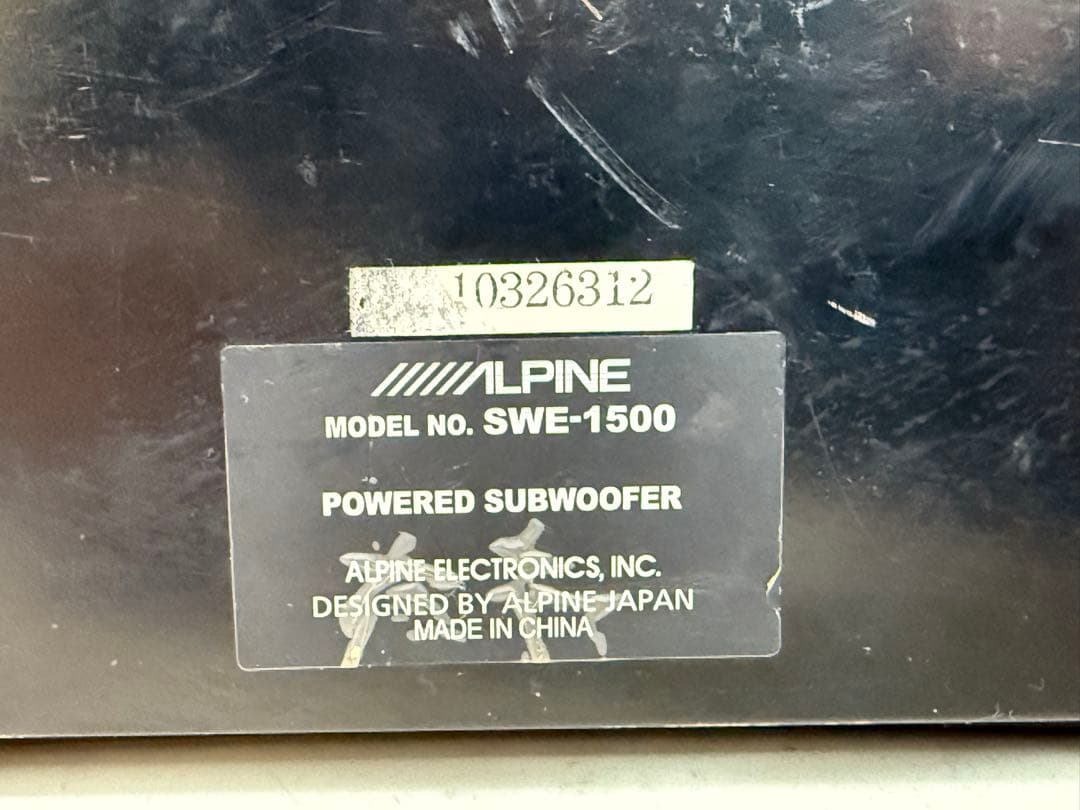 10326312
ALPINE
MODEL NO. SWE-1500
POWERED SUBWOOFER
ALPINE ELECTRONICS, INC.
DESIGNED BY ALPINE JAPAN
MADE IN CHINA